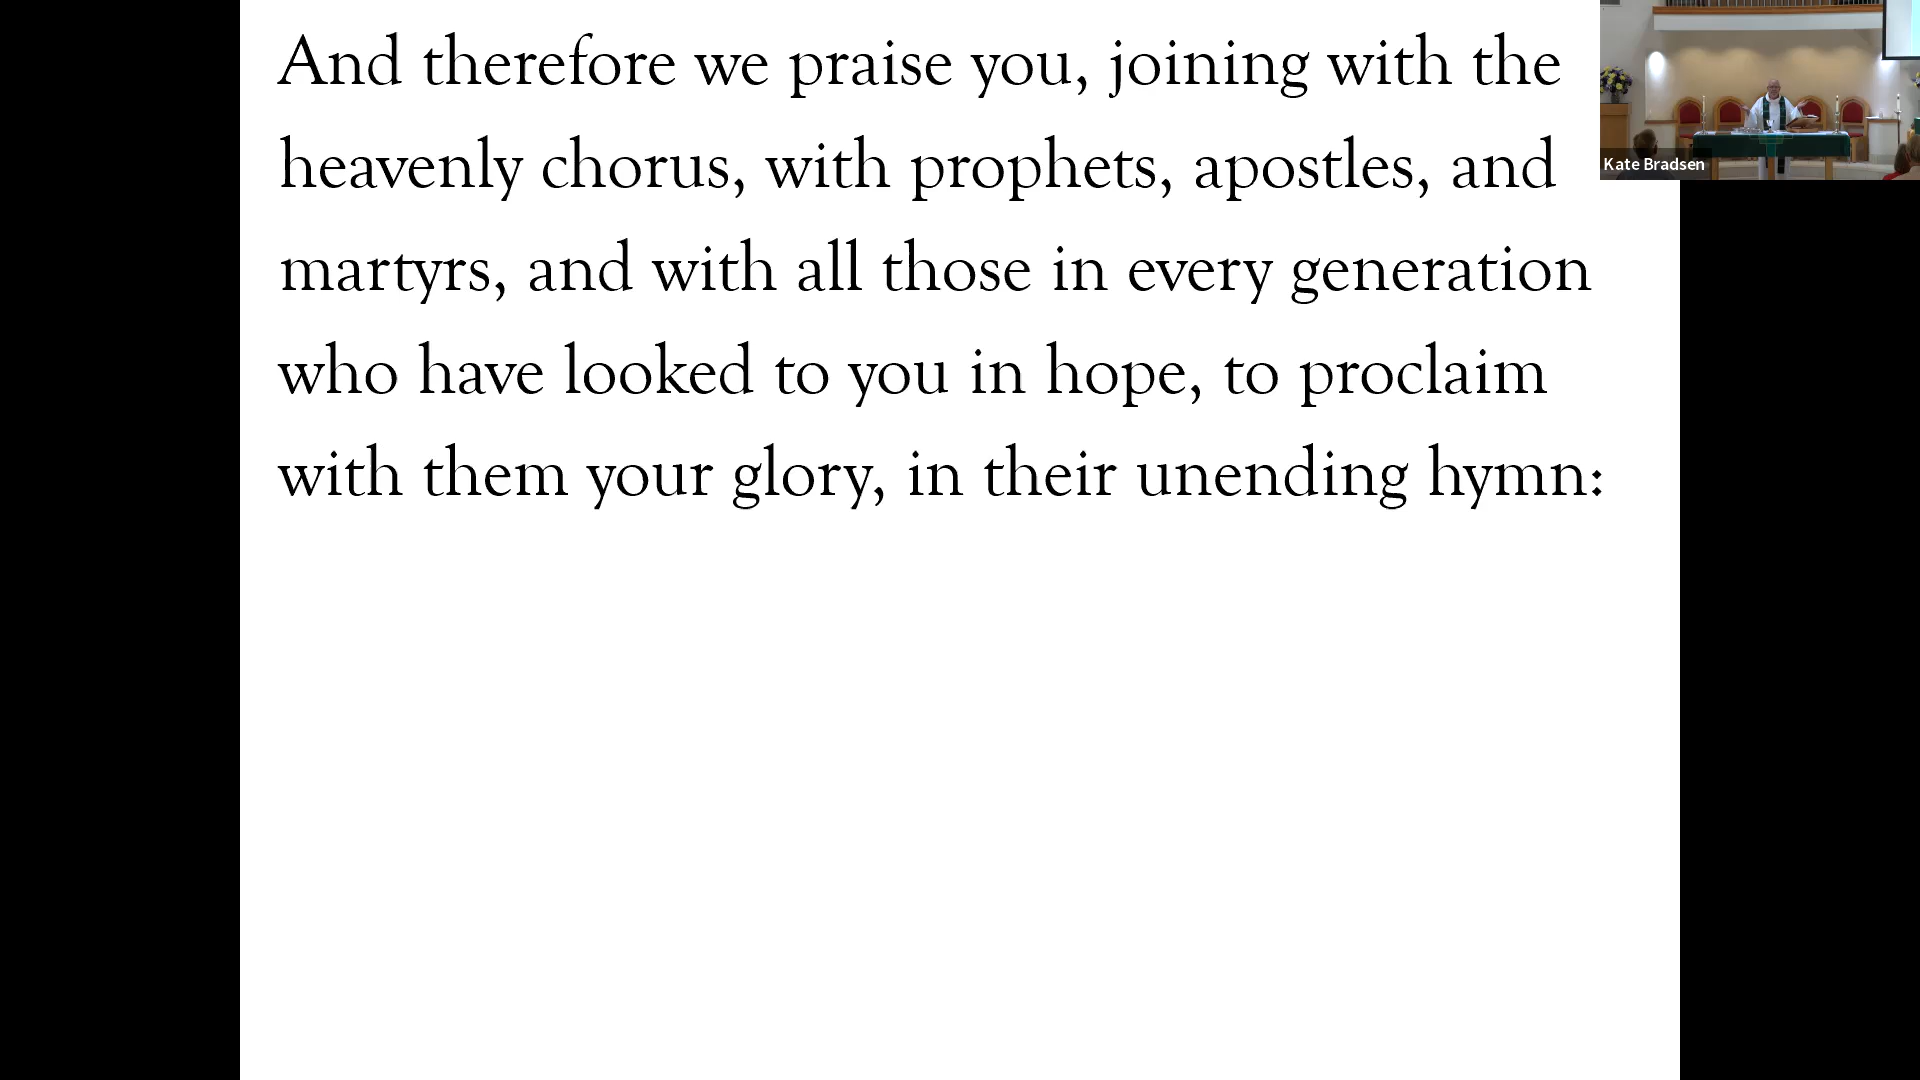 And therefore we praise you, joining with the
heavenly chorus, with prophets, apostles, and
martyrs, and with all those in every generation
who have looked to you in hope, to proclaim
with them your glory, in their unending hymn:
Kate Bradsen